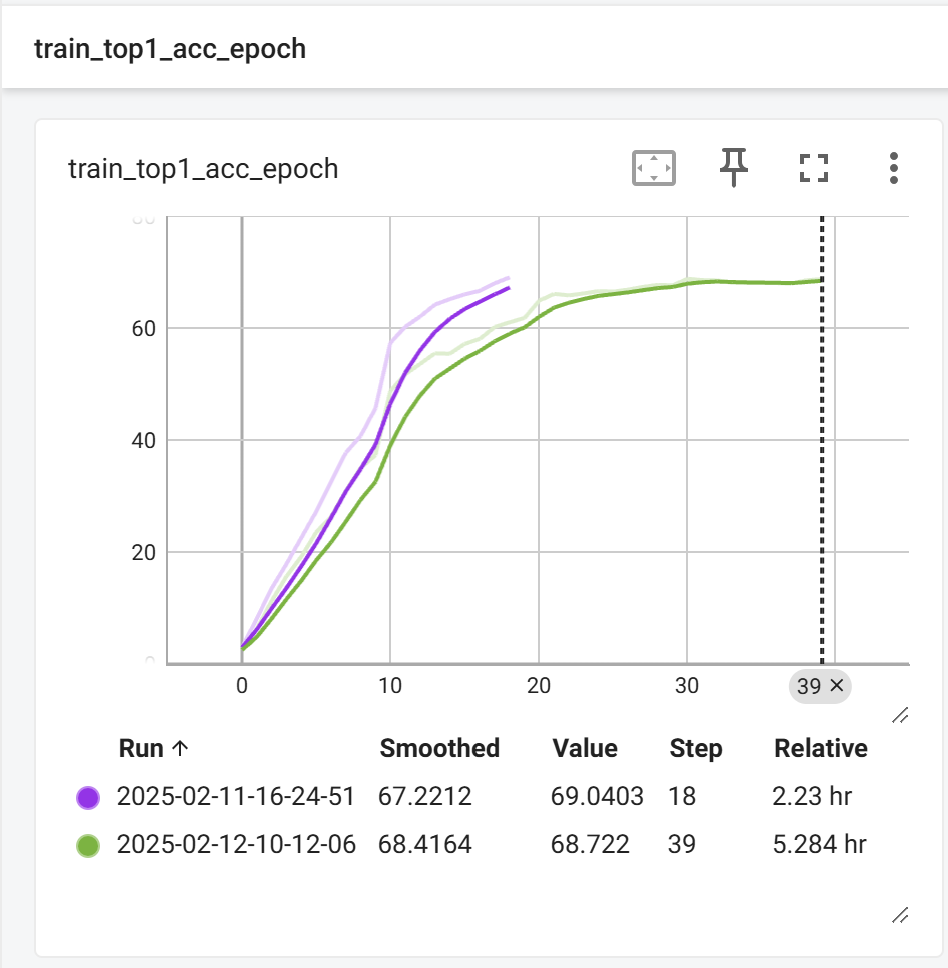 train_top1_acc_epoch
train_top1_acc_epoch
60
40
20
0 10 20 30 39 ×
Run ↑ Smoothed Value Step Relative
2025-02-11-16-24-51 67.2212 69.0403 18 2.23 hr
2025-02-12-10-12-06 68.4164 68.722 39 5.284 hr